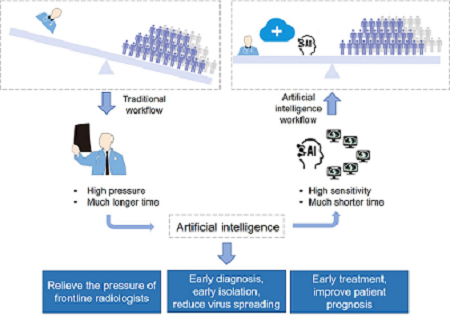 AI
Traditional
workflow
Artificial
intelligence
workflow
AI
• High pressure
• Much longer time
• High sensitivity
• Much shorter time
Artificial intelligence
Relieve the pressure of
frontline radiologists
Early diagnosis,
early isolation,
reduce virus spreading
Early treatment,
improve patient
prognosis